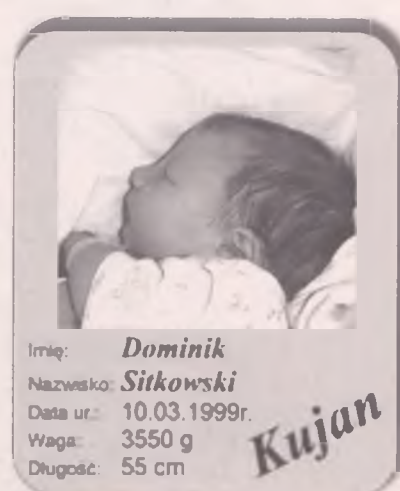 Imię: Dominik
Nazwisko: Sitkowski
Data ur.: 10.03.1999r.
Waga: 3550 g
Długość: 55 cm
Kujan